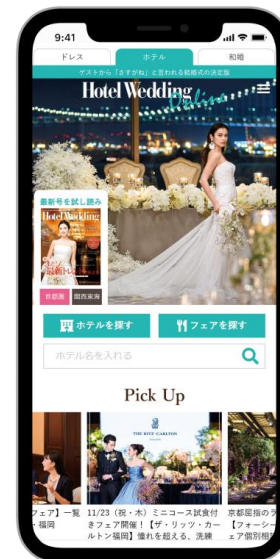 9:41
ドレス
ホテル
和婚
ゲストから「さすがね」と言われる結婚式の決定版
Hotel Wedding
Online
最新号を試し読み
Hotel Wedding
首都圏
関西東海
ホテルを探す
フェアを探す
ホテル名を入れる
Pick Up
THE RITZ-CARLTON
フェア】一覧
・福岡
11/23(祝・木)ミニコース試食付
きフェア開催!【ザ・リッツ・カー
ルトン福岡】憧れを超える、洗練
京都屈指のラ
【フォーシー
ェア個別相